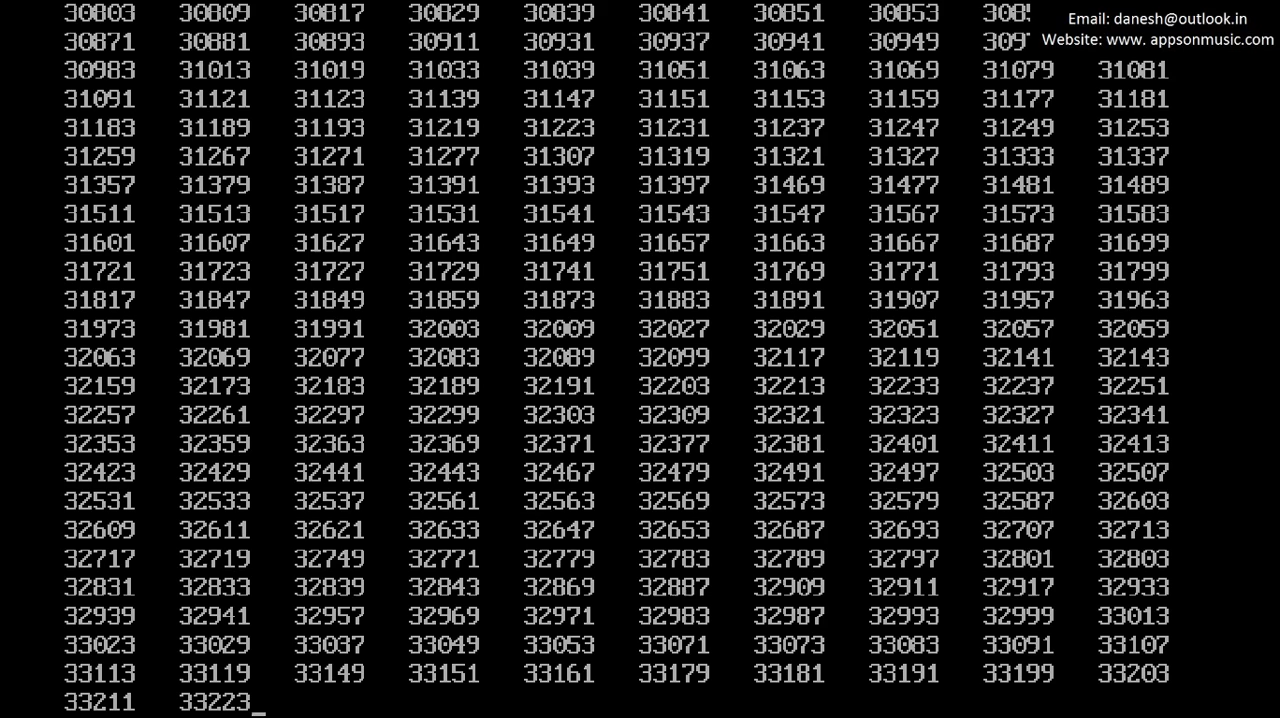 30803 30809 30817 30829 30839 30841 30851 30853
Email: danesh@outlook.in
30871 30881 30893 30911 30931 30937 30941 30949
Website: www. appsonmusic.com
30983 31013 31019 31033 31039 31051 31063 31069 31079 31081
31091 31121 31123 31139 31147 31151 31153 31159 31177 31181
31183 31189 31193 31219 31223 31231 31237 31247 31249 31253
31259 31267 31271 31277 31307 31319 31321 31327 31333 31337
31357 31379 31387 31391 31393 31397 31469 31477 31481 31489
31511 31513 31517 31531 31541 31543 31547 31567 31573 31583
31601 31607 31627 31643 31649 31657 31663 31667 31687 31699
31721 31723 31727 31729 31741 31751 31769 31771 31793 31799
31817 31847 31849 31859 31873 31883 31891 31907 31957 31963
31973 31981 31991 32003 32009 32027 32029 32051 32057 32059
32063 32069 32077 32083 32089 32099 32117 32119 32141 32143
32159 32173 32183 32189 32191 32203 32213 32233 32237 32251
32257 32261 32297 32299 32303 32309 32321 32323 32327 32341
32353 32359 32363 32369 32371 32377 32381 32401 32411 32413
32423 32429 32441 32443 32467 32479 32491 32497 32503 32507
32531 32533 32537 32561 32563 32569 32573 32579 32587 32603
32609 32611 32621 32633 32647 32653 32687 32693 32707 32713
32717 32719 32749 32771 32779 32783 32789 32797 32801 32803
32831 32833 32839 32843 32869 32887 32909 32911 32917 32933
32939 32941 32957 32969 32971 32983 32987 32993 32999 33013
33023 33029 33037 33049 33053 33071 33073 33083 33091 33107
33113 33119 33149 33151 33161 33179 33181 33191 33199 33203
33211 33223_